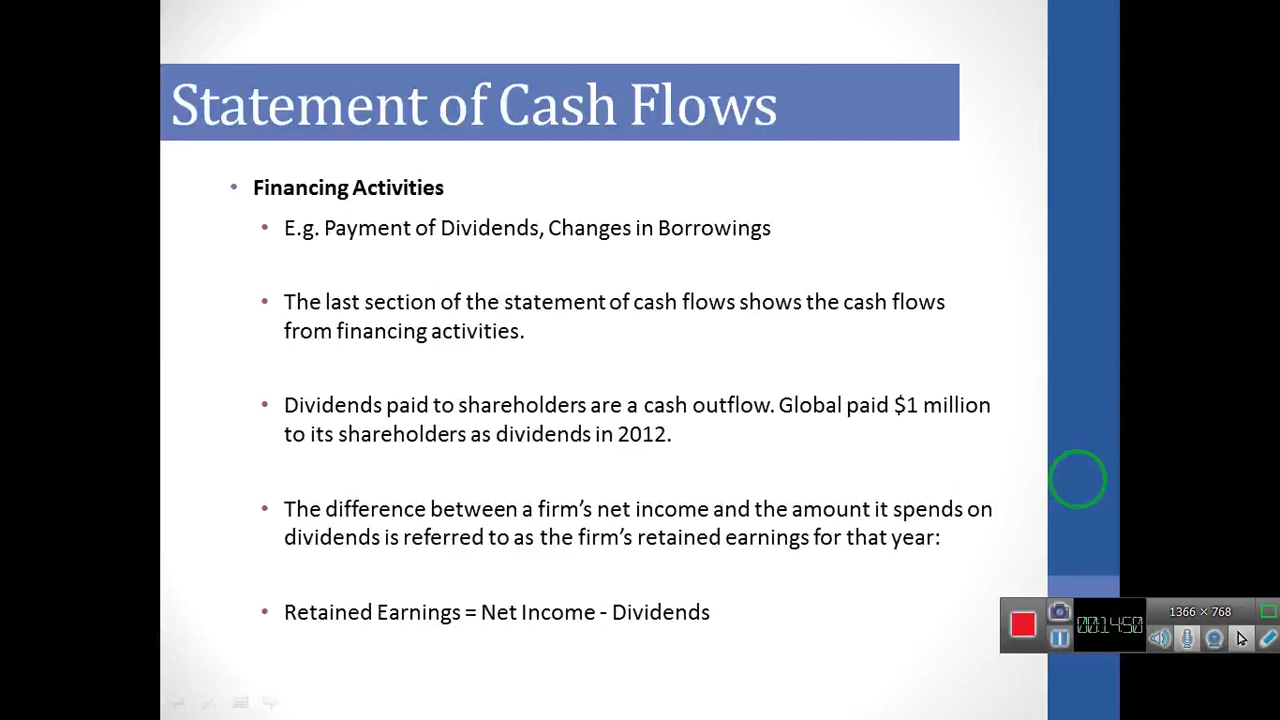 Statement of Cash Flows
• Financing Activities
• E.g. Payment of Dividends, Changes in Borrowings
• The last section of the statement of cash flows shows the cash flows
from financing activities.
• Dividends paid to shareholders are a cash outflow. Global paid $1 million
to its shareholders as dividends in 2012.
• The difference between a firm’s net income and the amount it spends on
dividends is referred to as the firm’s retained earnings for that year:
• Retained Earnings = Net Income - Dividends
1366 × 768
00:14:50